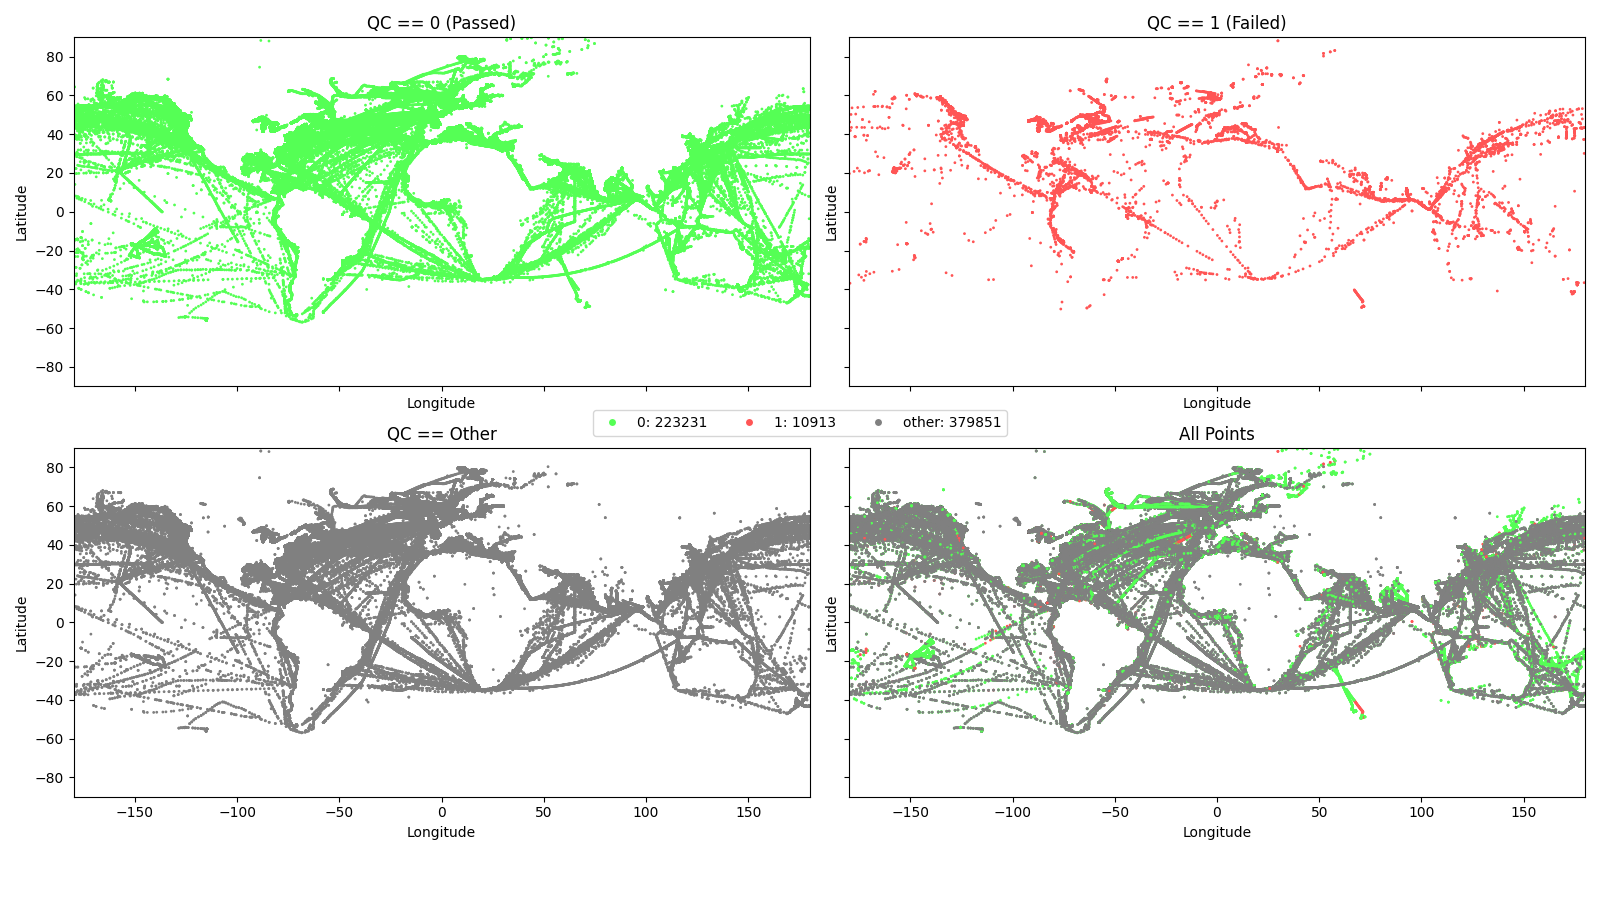 QC == 0 (Passed)
QC == 1 (Failed)
80
60
40
20
0
−20
−40
−60
−80
Latitude
Latitude
Longitude
Longitude
0: 223231
1: 10913
other: 379851
QC == Other
All Points
80
60
40
20
0
−20
−40
−60
−80
Latitude
Latitude
−150
−100
−50
0
50
100
150
−150
−100
−50
0
50
100
150
Longitude
Longitude